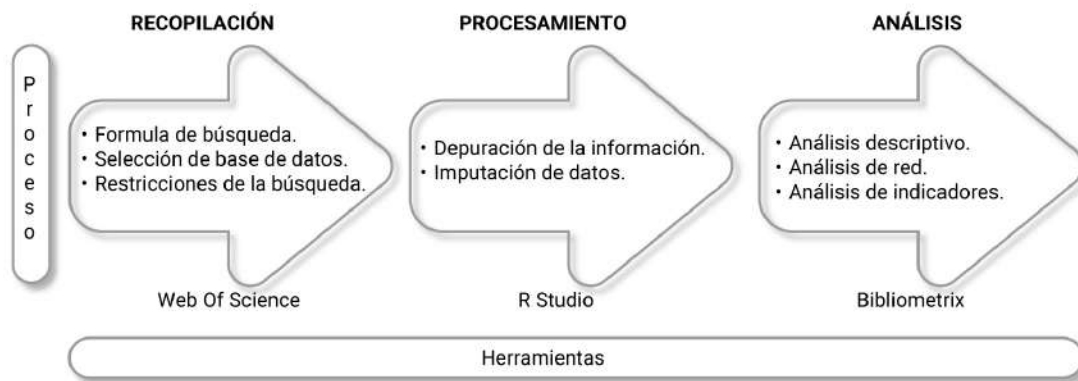 RECOPILACIÓN
PROCESAMIENTO
ANÁLISIS
Proceso
• Formula de búsqueda.
• Selección de base de datos.
• Restricciones de la búsqueda.
• Depuración de la información.
• Imputación de datos.
• Análisis descriptivo.
• Análisis de red.
• Análisis de indicadores.
Web Of Science
R Studio
Bibliometrix
Herramientas